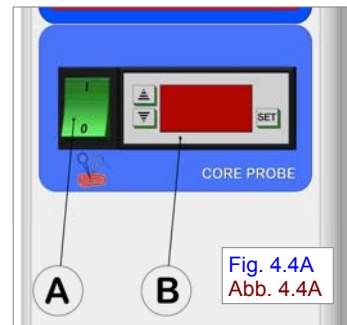 I
0
SET
CORE PROBE
A
B
Fig. 4.4A
Abb. 4.4A